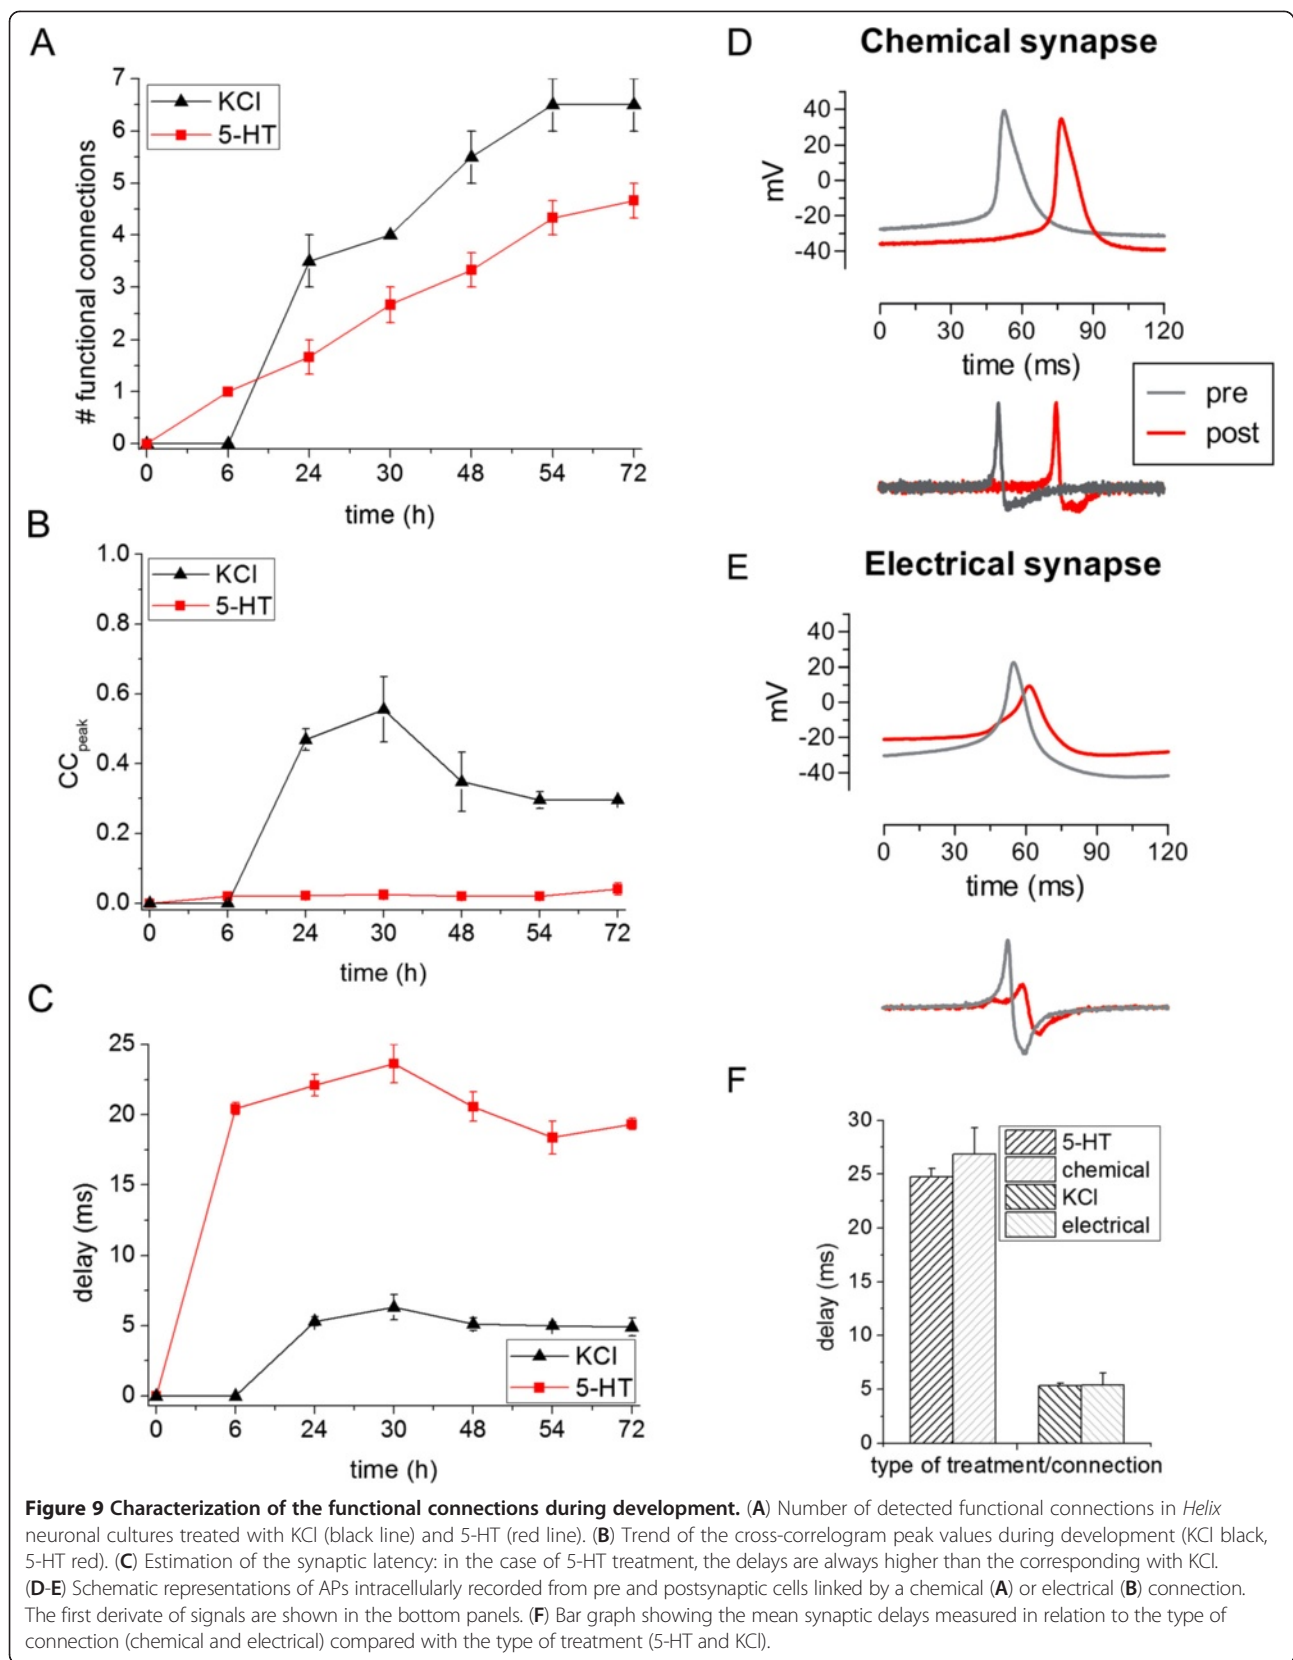 A
7
6
5
4
3
2
1
0
# functional connections
KCl
5-HT
0 6 24 30 48 54 72
time (h)
B
1.0
0.8
0.6
0.4
0.2
0.0
CCpeak
KCl
5-HT
0 6 24 30 48 54 72
time (h)
C
25
20
15
10
5
0
delay (ms)
KCl
5-HT
0 6 24 30 48 54 72
time (h)
D
Chemical synapse
40
20
0
-20
-40
mV
0 30 60 90 120
time (ms)
pre
post
E
Electrical synapse
40
20
0
-20
-40
mV
0 30 60 90 120
time (ms)
F
30
25
20
15
10
5
0
delay (ms)
5-HT
chemical
KCl
electrical
type of treatment/connection
Figure 9 Characterization of the functional connections during development. (A) Number of detected functional connections in Helix
neuronal cultures treated with KCl (black line) and 5-HT (red line). (B) Trend of the cross-correlogram peak values during development (KCl black,
5-HT red). (C) Estimation of the synaptic latency: in the case of 5-HT treatment, the delays are always higher than the corresponding with KCl.
(D-E) Schematic representations of APs intracellularly recorded from pre and postsynaptic cells linked by a chemical (A) or electrical (B) connection.
The first derivate of signals are shown in the bottom panels. (F) Bar graph showing the mean synaptic delays measured in relation to the type of
connection (chemical and electrical) compared with the type of treatment (5-HT and KCl).